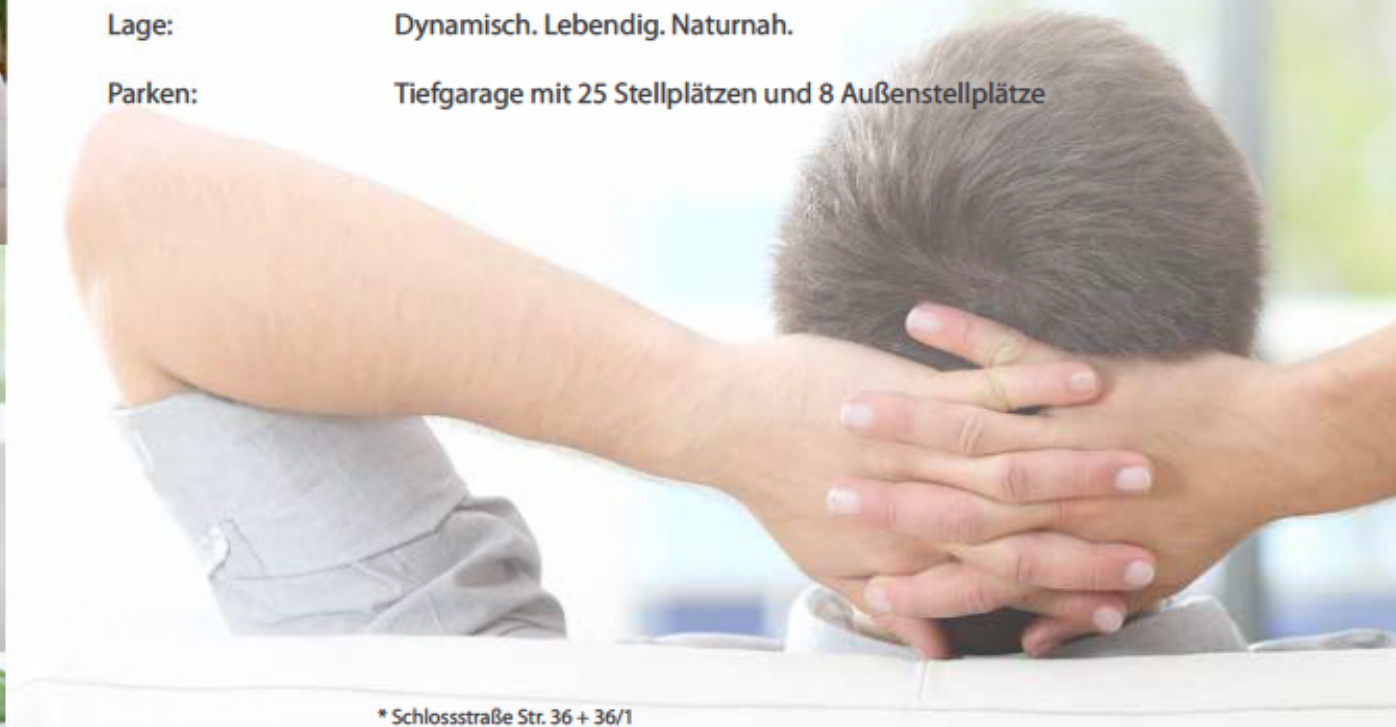 Lage: Dynamisch. Lebendig. Naturnah.
Parken: Tiefgarage mit 25 Stellplätzen und 8 Außenstellplätze
* Schlossstraße Str. 36 + 36/1